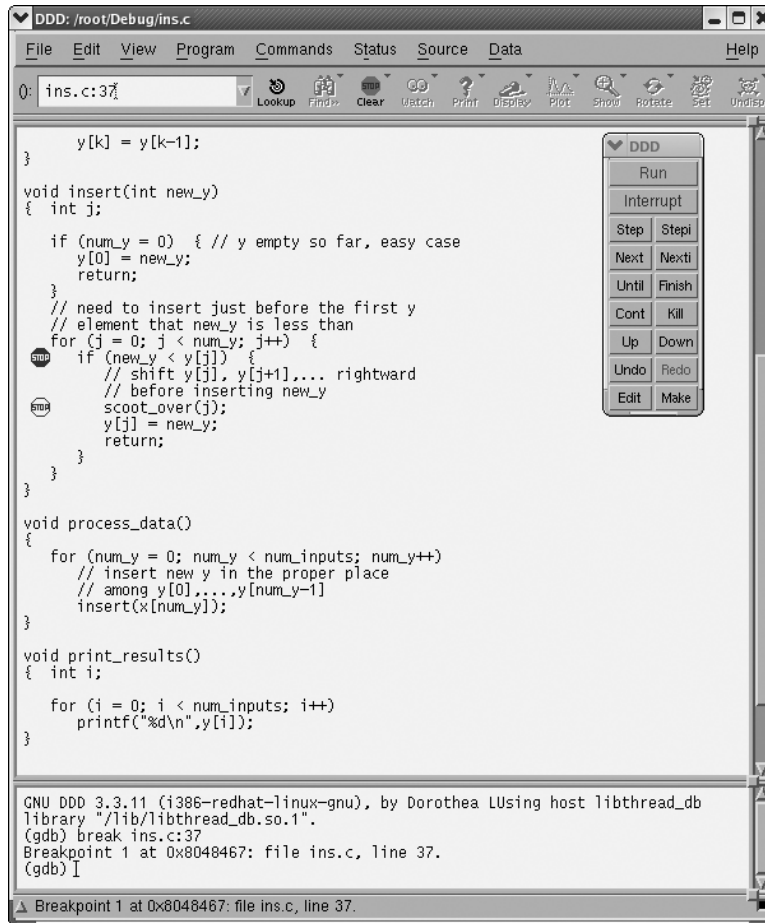 DDD: /root/Debug/ins.c
File Edit View Program Commands Status Source Data Help
(): ins.c:37
Lookup Find» Clear Watch Print Display Plot Show Rotate Set Undisp
STOP
      y[k] = y[k-1];
}
void insert(int new_y)
{  int j;
   if (num_y = 0)  { // y empty so far, easy case
      y[0] = new_y;
      return;
   }
   // need to insert just before the first y
   // element that new_y is less than
   for (j = 0; j < num_y; j++)  {
STOP      if (new_y < y[j])  {
         // shift y[j], y[j+1],... rightward
         // before inserting new_y
STOP         scoot_over(j);
         y[j] = new_y;
         return;
      }
   }
}
void process_data()
{
   for (num_y = 0; num_y < num_inputs; num_y++)
      // insert new y in the proper place
      // among y[0],...,y[num_y-1]
      insert(x[num_y]);
}
void print_results()
{  int i;
   for (i = 0; i < num_inputs; i++)
      printf("%d\n",y[i]);
}
DDD
Run
Interrupt
Step Stepi
Next Nexti
Until Finish
Cont Kill
Up Down
Undo Redo
Edit Make
GNU DDD 3.3.11 (i386-redhat-linux-gnu), by Dorothea LUsing host libthread_db
library "/lib/libthread_db.so.1".
(gdb) break ins.c:37
Breakpoint 1 at 0x8048467: file ins.c, line 37.
(gdb)
Breakpoint 1 at 0x8048467: file ins.c, line 37.